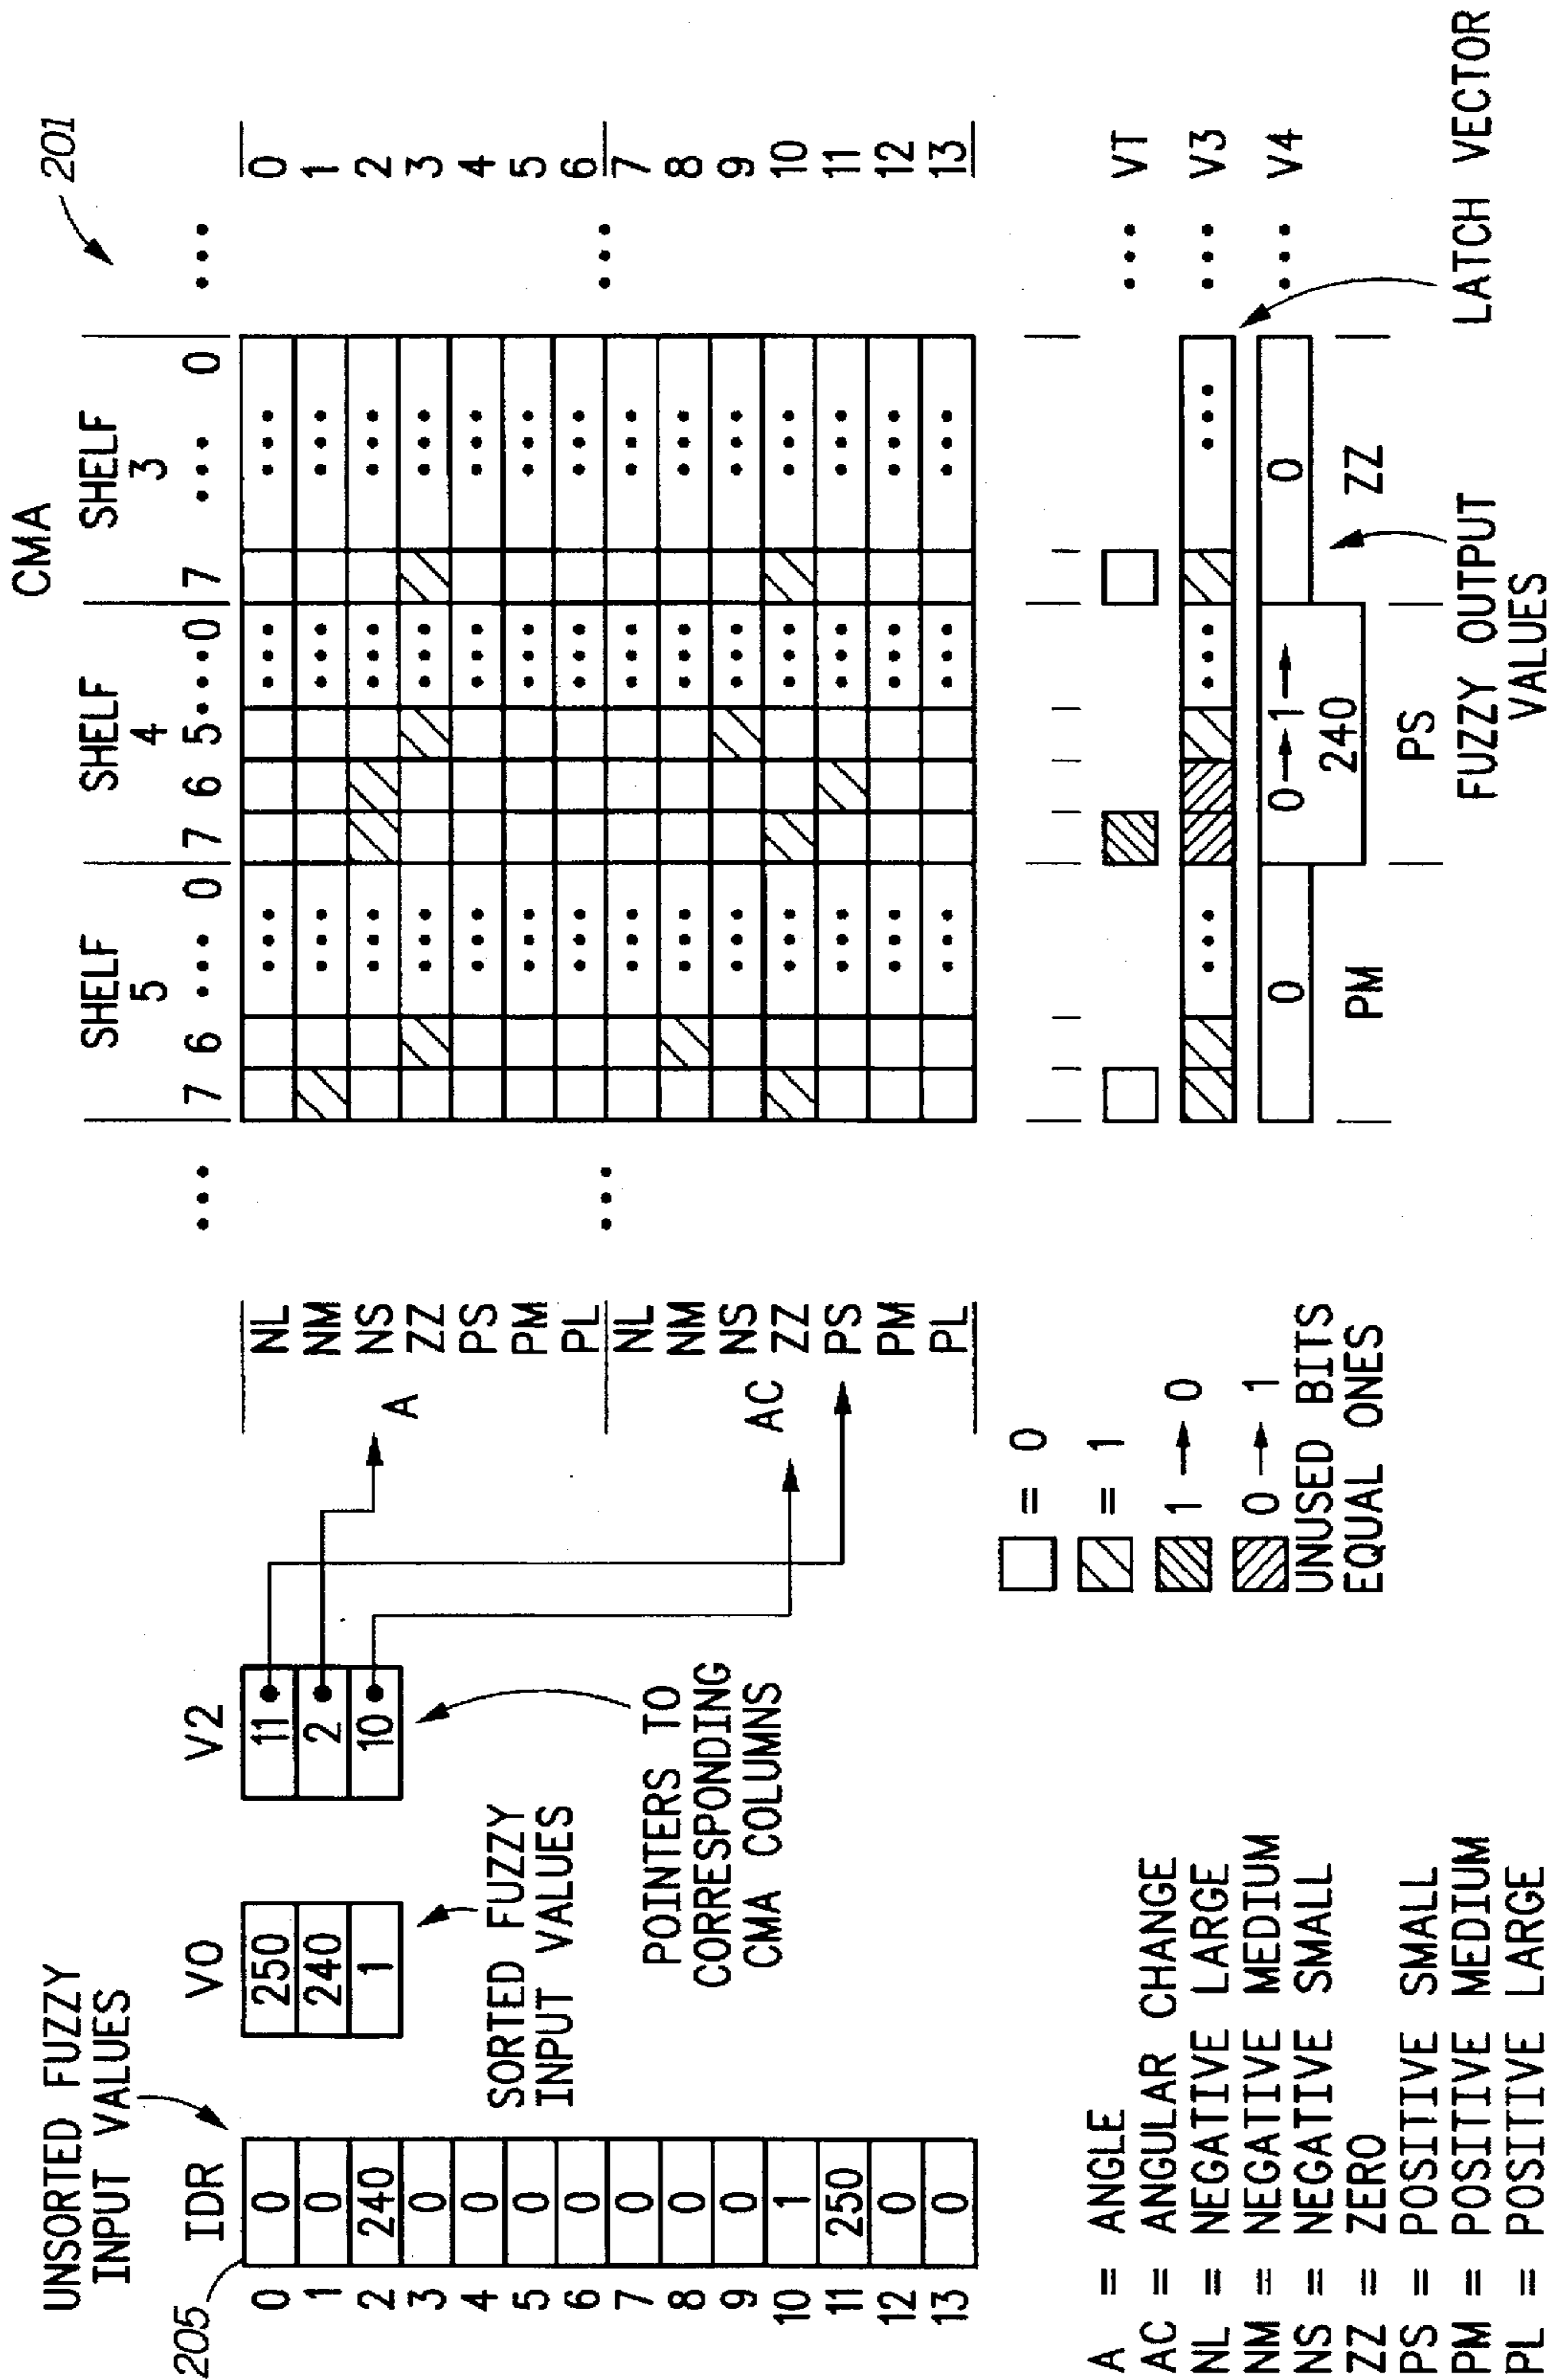 UNSORTED FUZZY
INPUT VALUES
205
IDR
0 0
1 0
2 240
3 0
4 0
5 0
6 0
7 0
8 0
9 0
10 1
11 250
12 0
13 0
V0
250
240
1
SORTED FUZZY
INPUT VALUES
V2
11
2
10
POINTERS TO
CORRESPONDING
CMA COLUMNS
A
NL
NM
NS
ZZ
PS
PM
PL
AC
NL
NM
NS
ZZ
PS
PM
PL
CMA
201
SHELF
5
7 6 •••• 0
SHELF
4
7 6 5 •••• 0
SHELF
3
7 ••• 0
•••
0
1
2
3
4
5
6
7
8
9
10
11
12
13
••• VT
••• V3
••• V4
0
0→1→
240
0
PM
PS
ZZ
LATCH VECTOR
FUZZY OUTPUT
VALUES
= 0
= 1
1→0
0→1
UNUSED BITS
EQUAL ONES
A = ANGLE
AC = ANGULAR CHANGE
NL = NEGATIVE LARGE
NM = NEGATIVE MEDIUM
NS = NEGATIVE SMALL
ZZ = ZERO
PS = POSITIVE SMALL
PM = POSITIVE MEDIUM
PL = POSITIVE LARGE